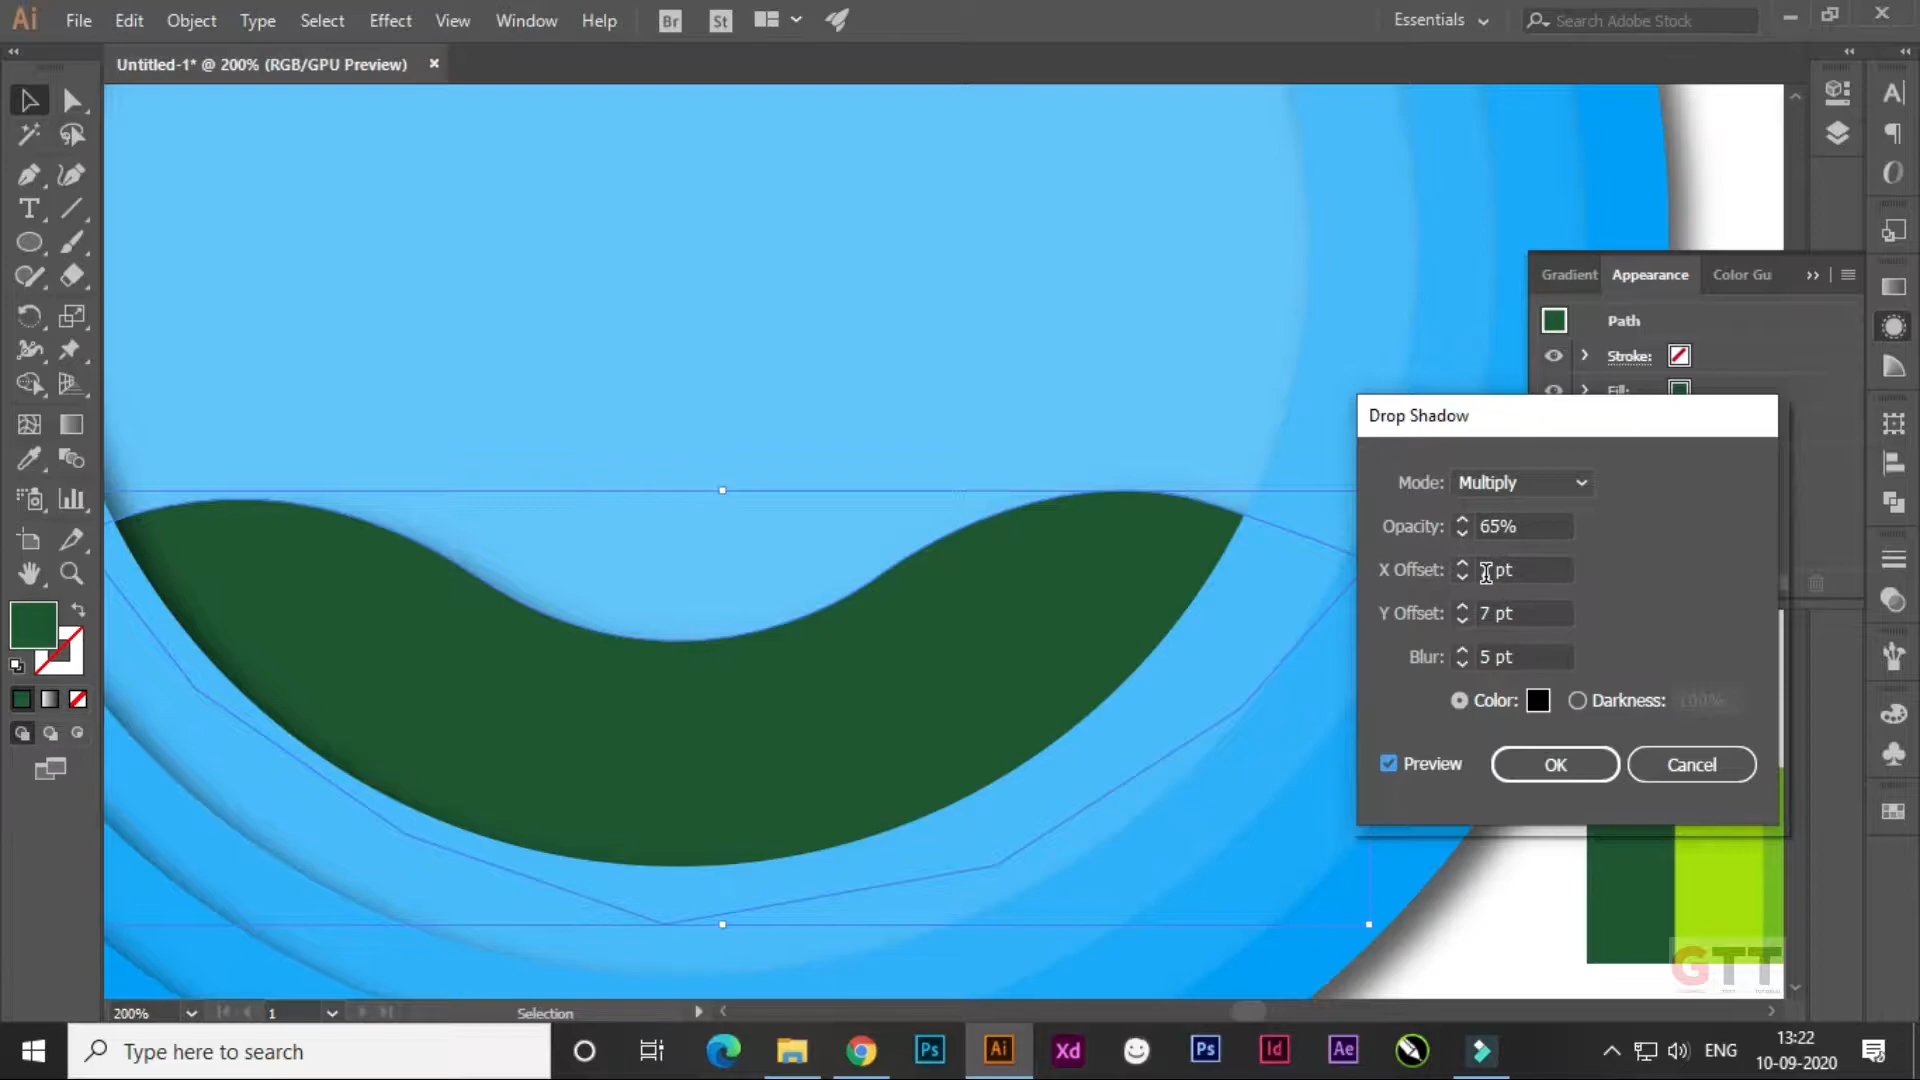 Ai File Edit Object Type Select Effect View Window Help Br St Essentials Search Adobe Stock
Untitled-1* @ 200% (RGB/GPU Preview) ×
Gradient Appearance Color Gu
Path
Stroke:
Fill:
Drop Shadow
Mode: Multiply
Opacity: 65%
X Offset: pt
Y Offset: 7 pt
Blur: 5 pt
Color: Darkness: 100%
Preview OK Cancel
GTT
200% 1 Selection
Type here to search
Ps Ai Xd Ps Id Ae
ENG
13:22
10-09-2020